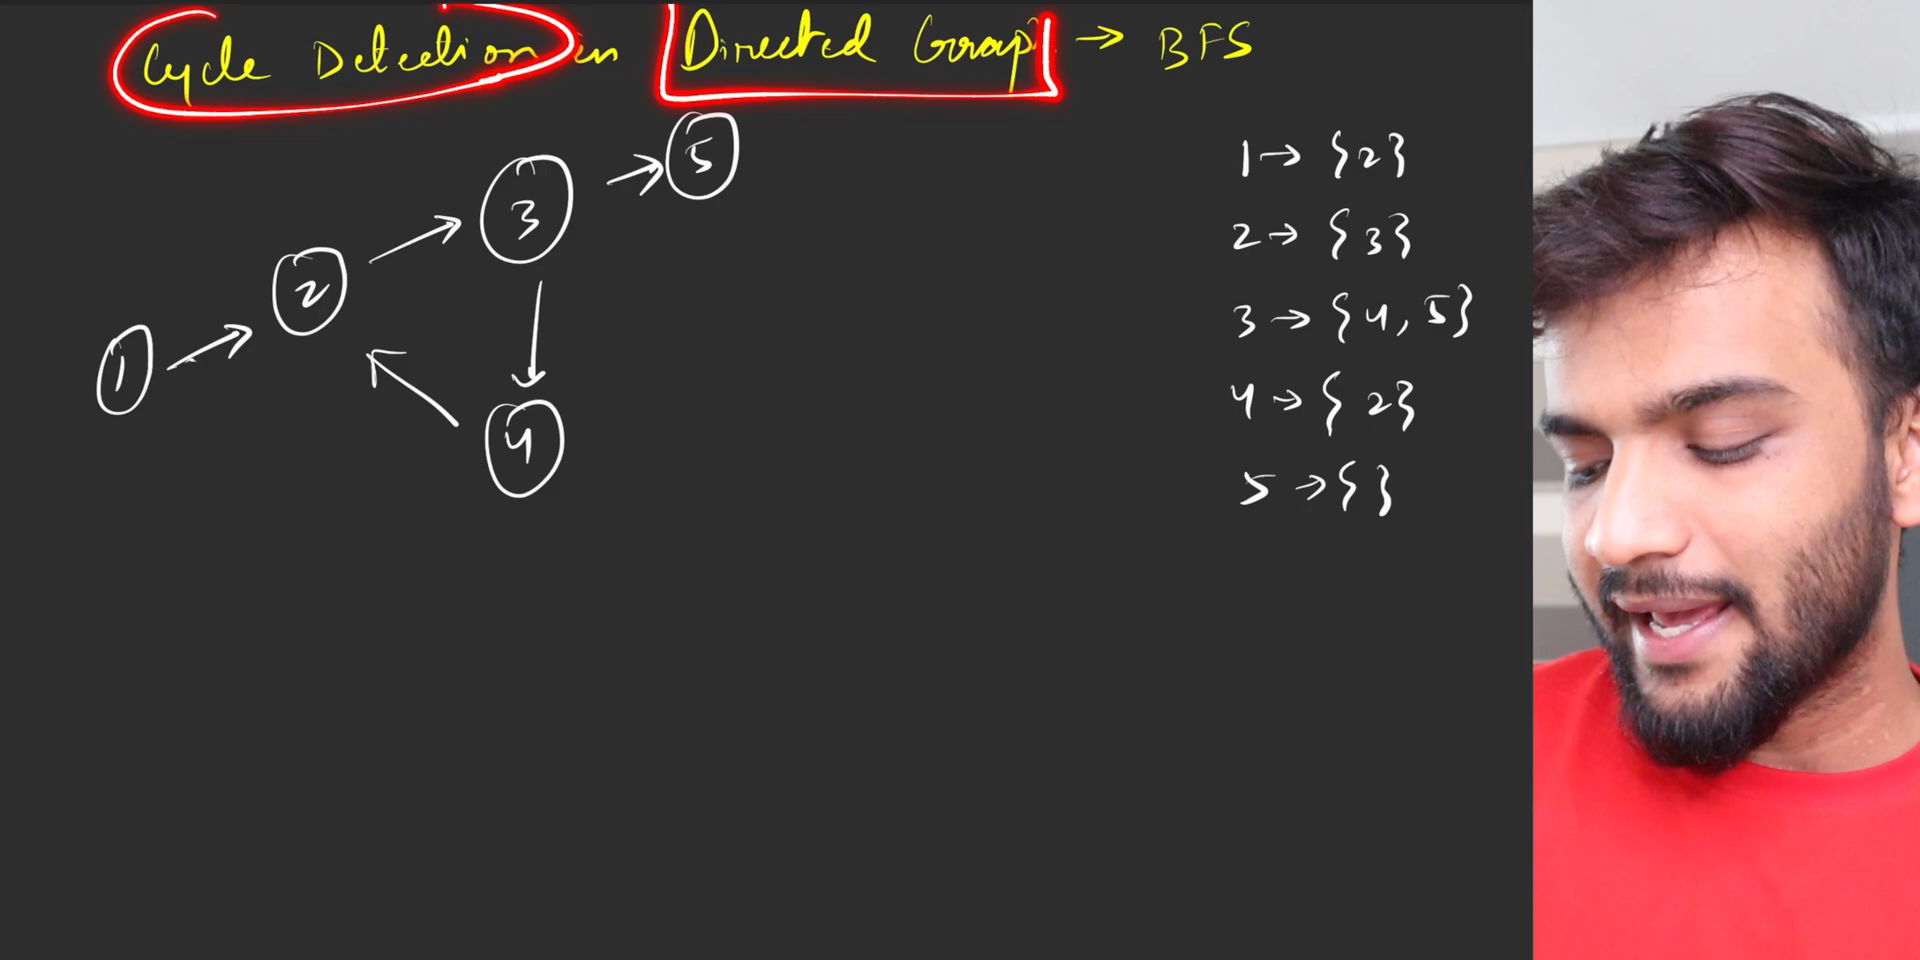 Cycle Detection in Directed Grap → BFS
5
3
2
1
4
1 → {2}
2 → {3}
3 → {4, 5}
4 → {2}
5 → { }